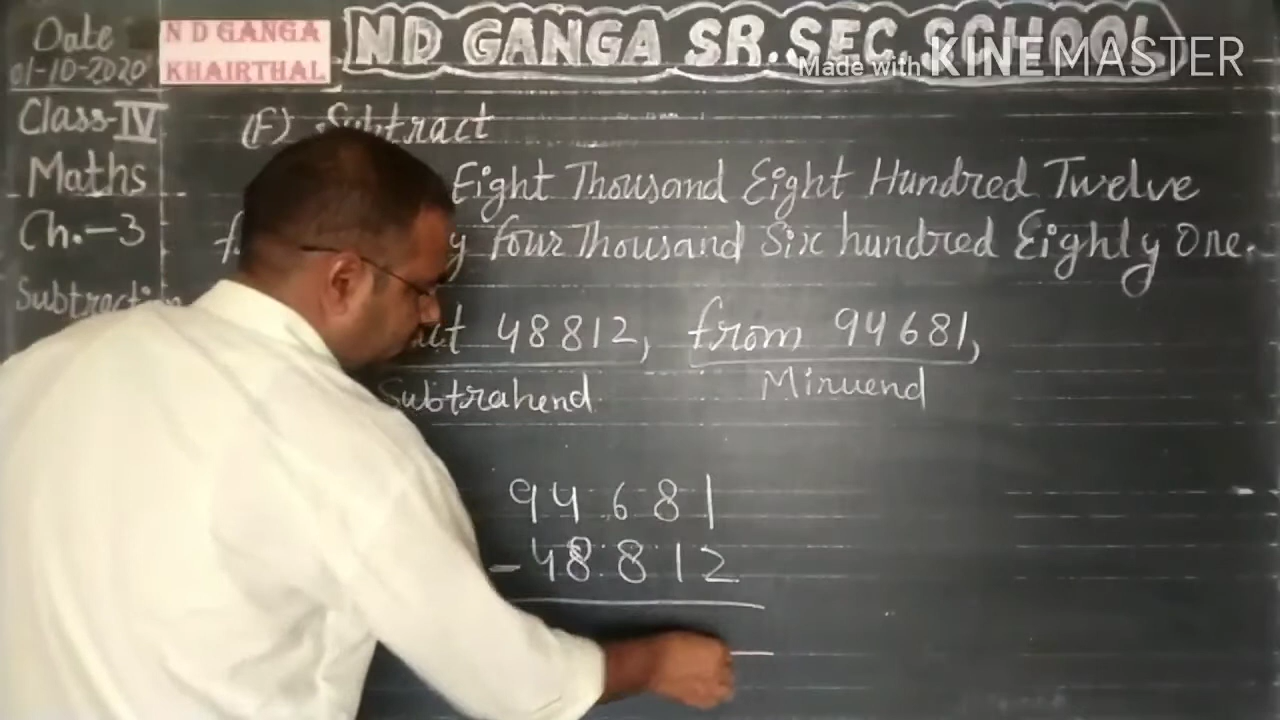 Date
01-10-2020
N D GANGA
KHAIRTHAL
ND GANGA SR. SEC. SCHOOL
Made with KINEMASTER
Class-IV
Maths
Ch.-3
(F) Subtract
Eight Thousand Eight Hundred Twelve
four Thousand Six hundred Eighty One.
48812, from 94681,
Subtrahend
Minuend
94681
-48812